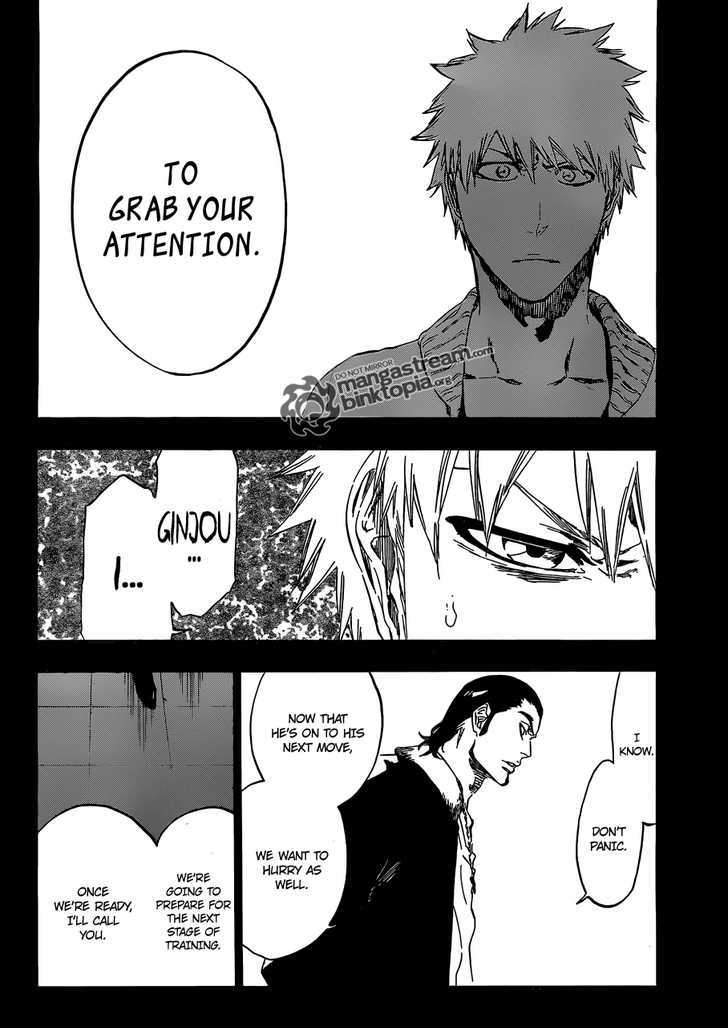 TO
GRAB YOUR
ATTENTION.
DO NOT MIRROR
mangastream.com
binktopia.org
GINJOU
...
I...
I
KNOW.
DON'T
PANIC.
NOW THAT
HE'S ON TO HIS
NEXT MOVE,
WE WANT TO
HURRY AS
WELL.
WE'RE
GOING TO
PREPARE FOR
THE NEXT
STAGE OF
TRAINING.
ONCE
WE'RE READY,
I'LL CALL
YOU.